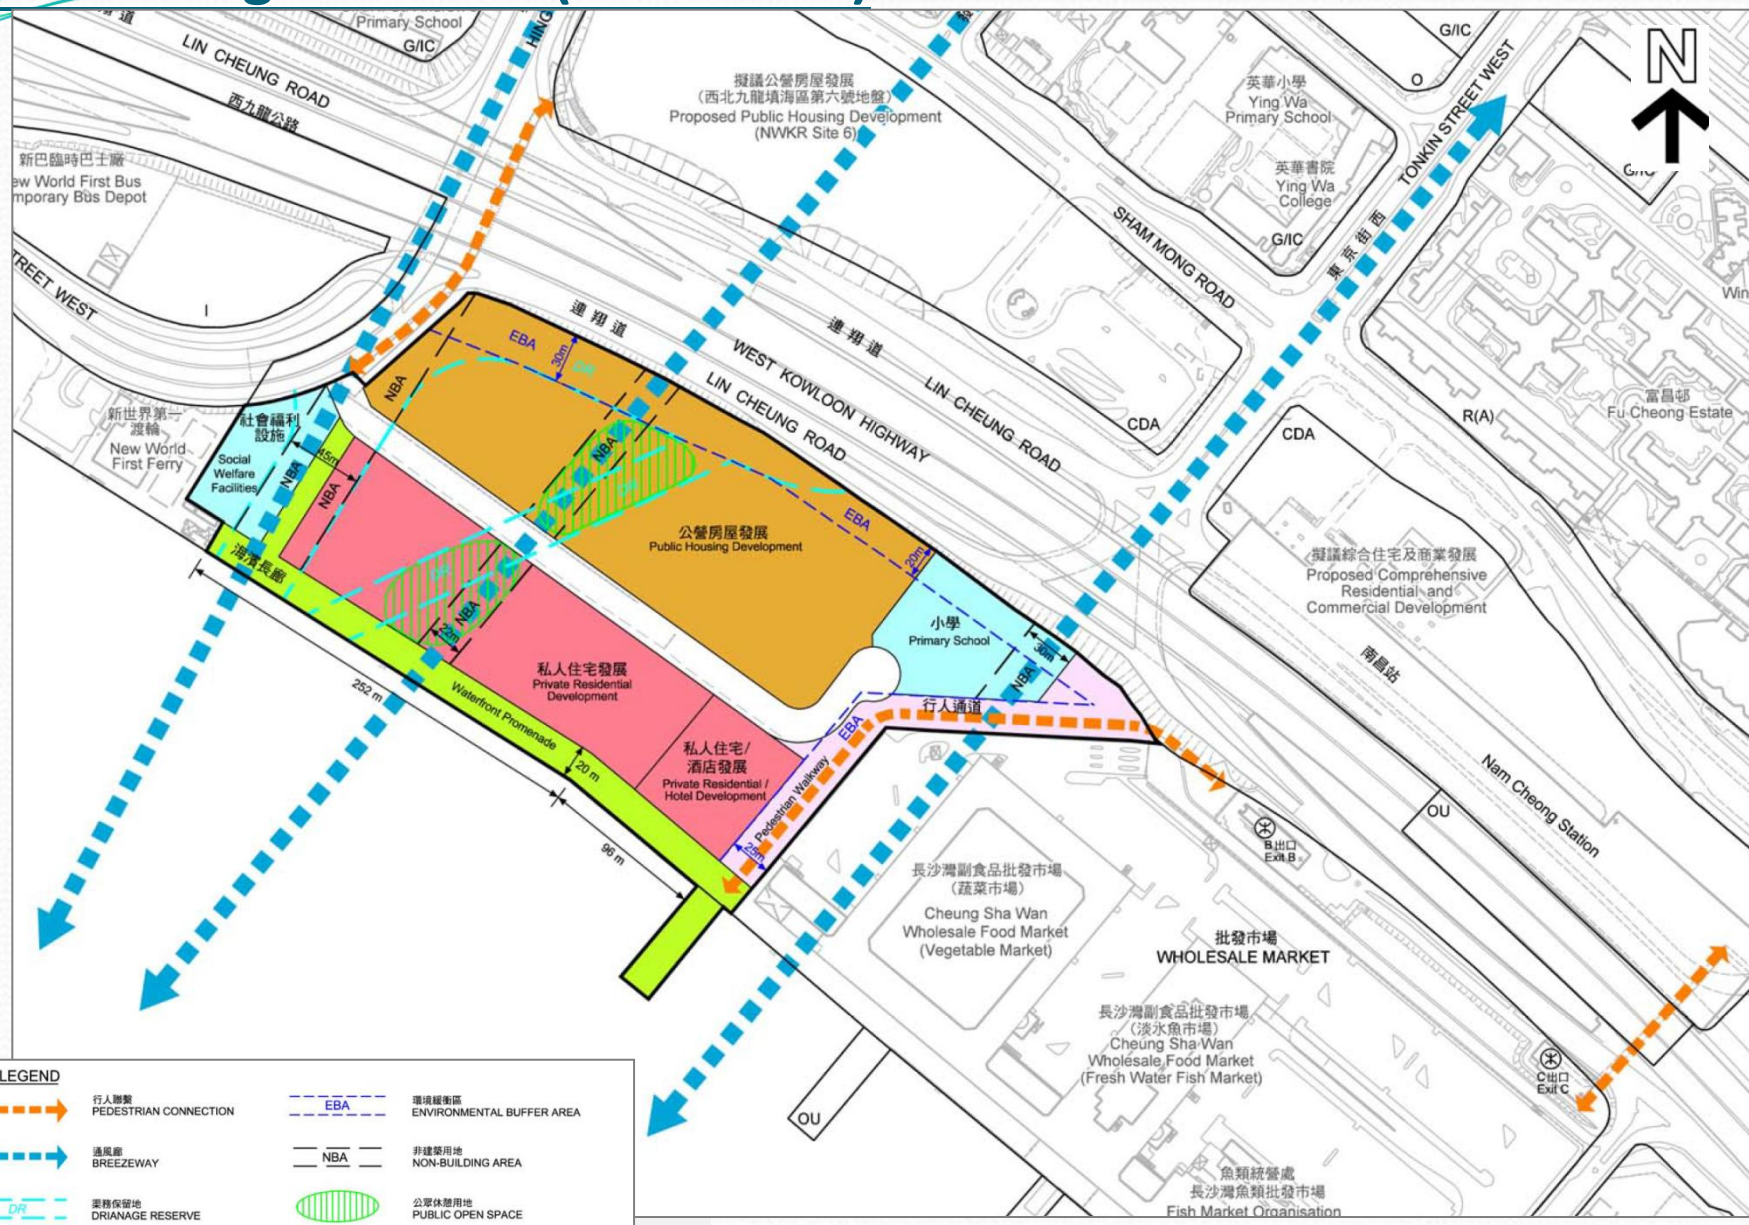 Primary School
G/IC
HING
LIN CHEUNG ROAD
西九龍公路
擬議公營房屋發展
(西北九龍填海區第六號地盤)
Proposed Public Housing Development
(NWKR Site 6)
G/IC
O
英華小學
Ying Wa
Primary School
英華書院
Ying Wa
College
G/IC
TONKIN STREET WEST
東京街西
N
G/IC
新巴臨時巴士廠
ew World First Bus
mporary Bus Depot
TREET WEST
I
SHAM MONG ROAD
Win
連翔道
連翔道
WEST KOWLOON HIGHWAY
LIN CHEUNG ROAD
LIN CHEUNG ROAD
CDA
CDA
R(A)
富昌邨
Fu Cheong Estate
EBA
30m
DR
NBA
新世界第一
渡輪
New World
First Ferry
社會福利
設施
Social
Welfare
Facilities
NBA
45m
NBA
NBA
DR
EBA
20m
公營房屋發展
Public Housing Development
海濱長廊
DR
NBA
22m
小學
Primary School
30m
NBA
擬議綜合住宅及商業發展
Proposed Comprehensive
Residential and
Commercial Development
南昌站
Nam Cheong Station
252 m
Waterfront Promenade
20 m
96 m
私人住宅發展
Private Residential
Development
私人住宅/
酒店發展
Private Residential /
Hotel Development
行人通道
EBA
Pedestrian Walkway
25m
OU
B出口
Exit B
長沙灣副食品批發市場
(蔬菜市場)
Cheung Sha Wan
Wholesale Food Market
(Vegetable Market)
批發市場
WHOLESALE MARKET
長沙灣副食品批發市場
(淡水魚市場)
Cheung Sha Wan
Wholesale Food Market
(Fresh Water Fish Market)
C出口
Exit C
OU
魚類統營處
長沙灣魚類批發市場
Fish Market Organisation
LEGEND
行人聯繫
PEDESTRIAN CONNECTION
EBA
環境緩衝區
ENVIRONMENTAL BUFFER AREA
通風廊
BREEZEWAY
NBA
非建築用地
NON-BUILDING AREA
DR
渠務保留地
DRIANAGE RESERVE
公眾休憩用地
PUBLIC OPEN SPACE